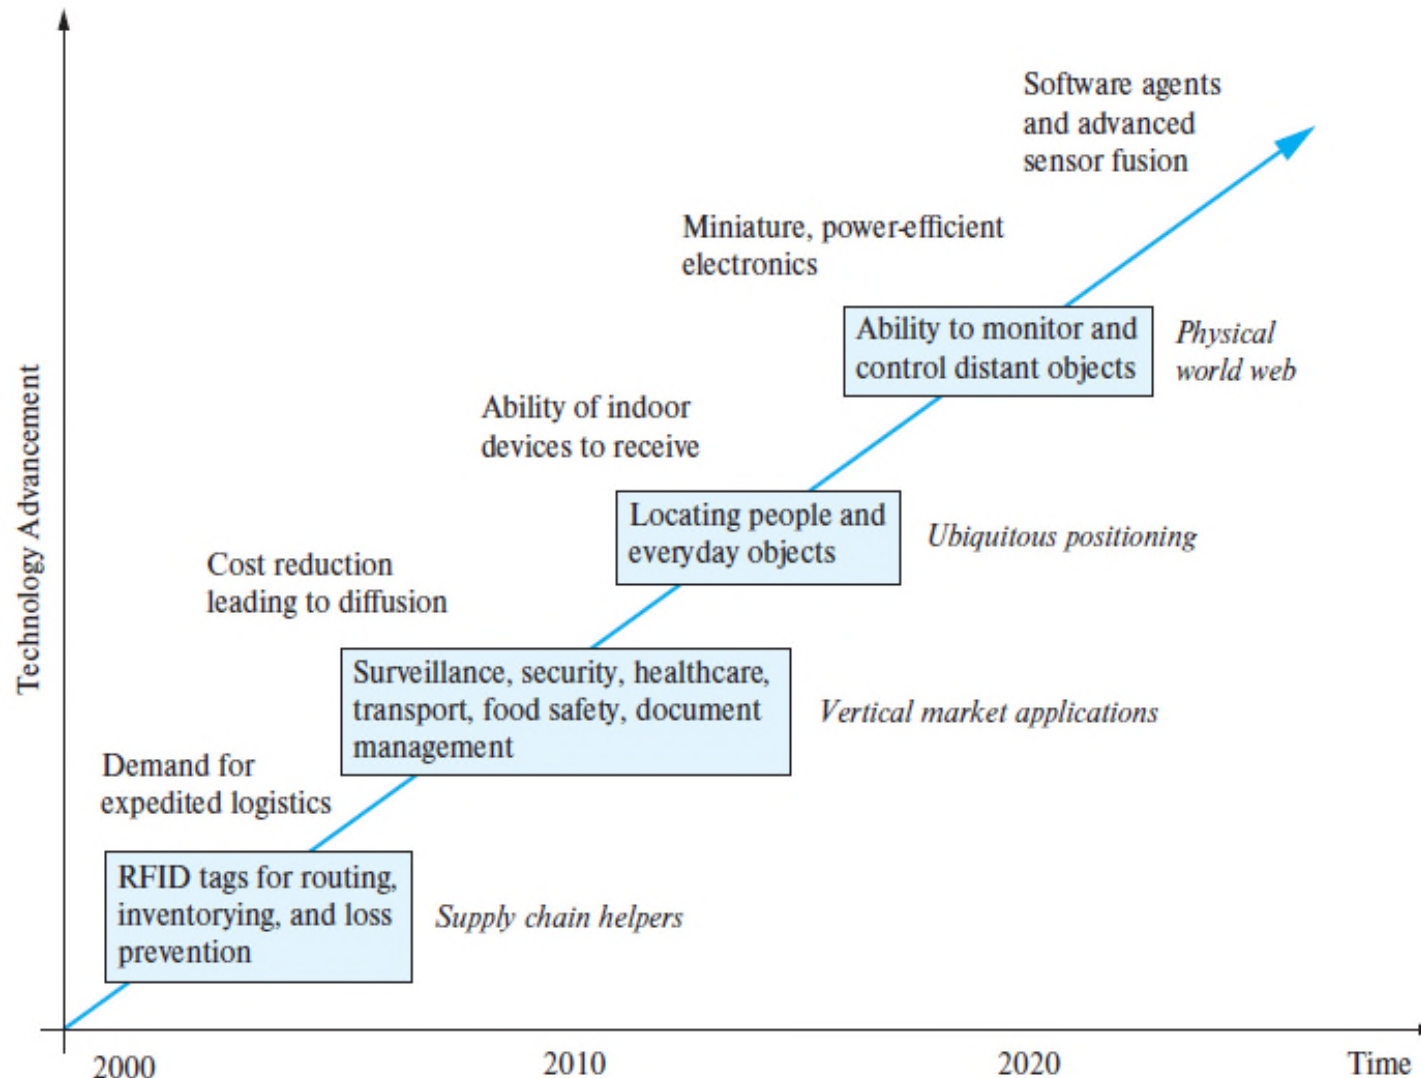 Software agents
and advanced
sensor fusion
Miniature, power-efficient
electronics
Ability to monitor and
control distant objects
Physical
world web
Ability of indoor
devices to receive
Locating people and
everyday objects
Ubiquitous positioning
Cost reduction
leading to diffusion
Surveillance, security, healthcare,
transport, food safety, document
management
Vertical market applications
Demand for
expedited logistics
RFID tags for routing,
inventorying, and loss
prevention
Supply chain helpers
Technology Advancement
2000
2010
2020
Time